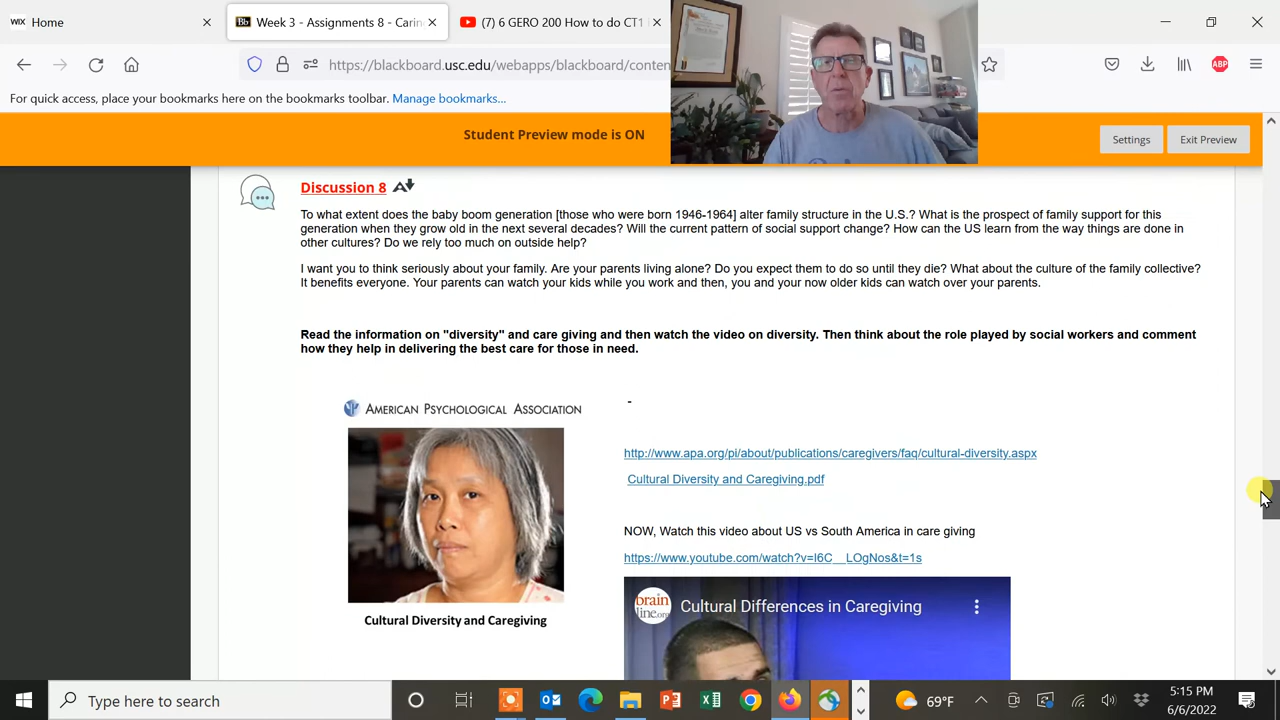 WIX Home
Bb Week 3 - Assignments 8 - Carin
(7) 6 GERO 200 How to do CT1
https://blackboard.usc.edu/webapps/blackboard/conten
ABP
For quick access, place your bookmarks here on the bookmarks toolbar. Manage bookmarks...
Student Preview mode is ON
Settings
Exit Preview
Discussion 8
To what extent does the baby boom generation [those who were born 1946-1964] alter family structure in the U.S.? What is the prospect of family support for this
generation when they grow old in the next several decades? Will the current pattern of social support change? How can the US learn from the way things are done in
other cultures? Do we rely too much on outside help?
I want you to think seriously about your family. Are your parents living alone? Do you expect them to do so until they die? What about the culture of the family collective?
It benefits everyone. Your parents can watch your kids while you work and then, you and your now older kids can watch over your parents.
Read the information on "diversity" and care giving and then watch the video on diversity. Then think about the role played by social workers and comment
how they help in delivering the best care for those in need.
AMERICAN PSYCHOLOGICAL ASSOCIATION
-
http://www.apa.org/pi/about/publications/caregivers/faq/cultural-diversity.aspx
Cultural Diversity and Caregiving.pdf
NOW, Watch this video about US vs South America in care giving
https://www.youtube.com/watch?v=I6C__LOgNos&t=1s
brain
line.org
Cultural Differences in Caregiving
Cultural Diversity and Caregiving
Type here to search
69°F
5:15 PM
6/6/2022